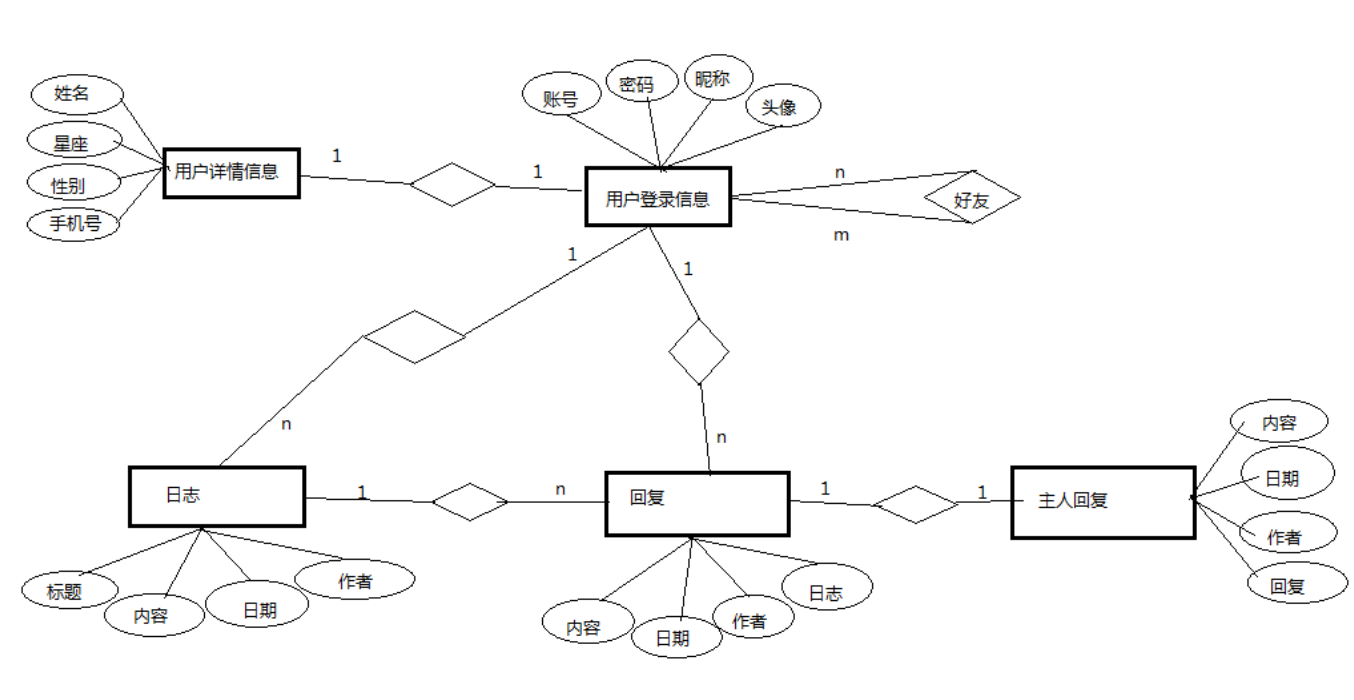 姓名
星座
性别
手机号
用户详情信息
1
1
账号
密码
昵称
头像
用户登录信息
n
m
好友
1
n
1
n
日志
1
n
回复
1
1
主人回复
标题
内容
日期
作者
内容
日期
作者
日志
内容
日期
作者
回复